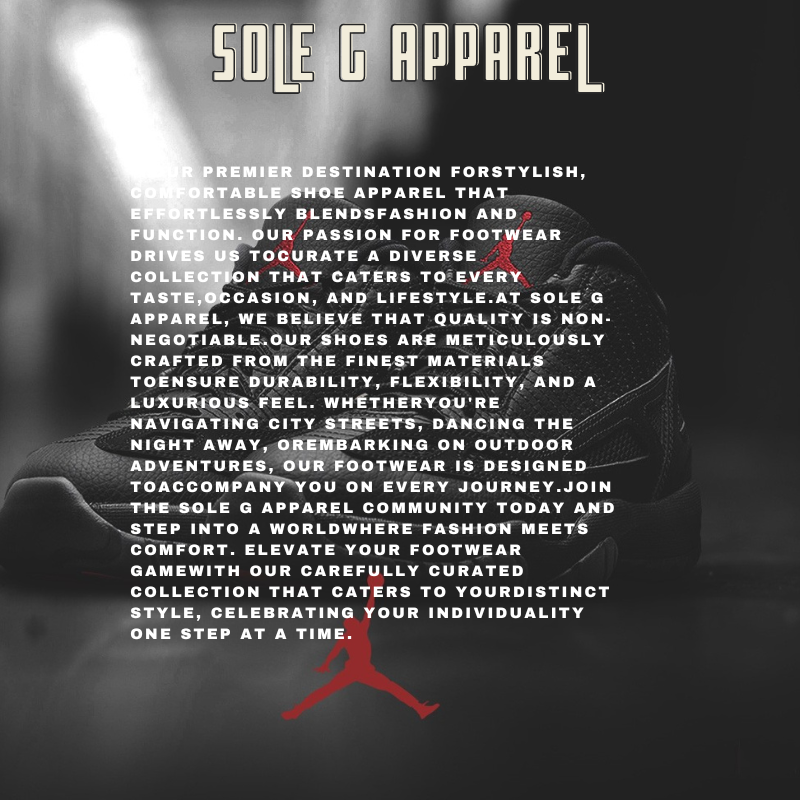 SOLE G APPAREL
PREMIER DESTINATION FORSTYLISH,
COMFORTABLE SHOE APPAREL THAT
EFFORTLESSLY BLENDSFASHION AND
FUNCTION. OUR PASSION FOR FOOTWEAR
DRIVES US TOCURATE A DIVERSE
COLLECTION THAT CATERS TO EVERY
TASTE,OCCASION, AND LIFESTYLE.AT SOLE G
APPAREL, WE BELIEVE THAT QUALITY IS NON-
NEGOTIABLE.OUR SHOES ARE METICULOUSLY
CRAFTED FROM THE FINEST MATERIALS
TOENSURE DURABILITY, FLEXIBILITY, AND A
LUXURIOUS FEEL. WHETHERYOU'RE
NAVIGATING CITY STREETS, DANCING THE
NIGHT AWAY, OREMBARKING ON OUTDOOR
ADVENTURES, OUR FOOTWEAR IS DESIGNED
TOACCOMPANY YOU ON EVERY JOURNEY.JOIN
THE SOLE G APPAREL COMMUNITY TODAY AND
STEP INTO A WORLDWHERE FASHION MEETS
COMFORT. ELEVATE YOUR FOOTWEAR
GAMEWITH OUR CAREFULLY CURATED
COLLECTION THAT CATERS TO YOURDISTINCT
STYLE, CELEBRATING YOUR INDIVIDUALITY
ONE STEP AT A TIME.